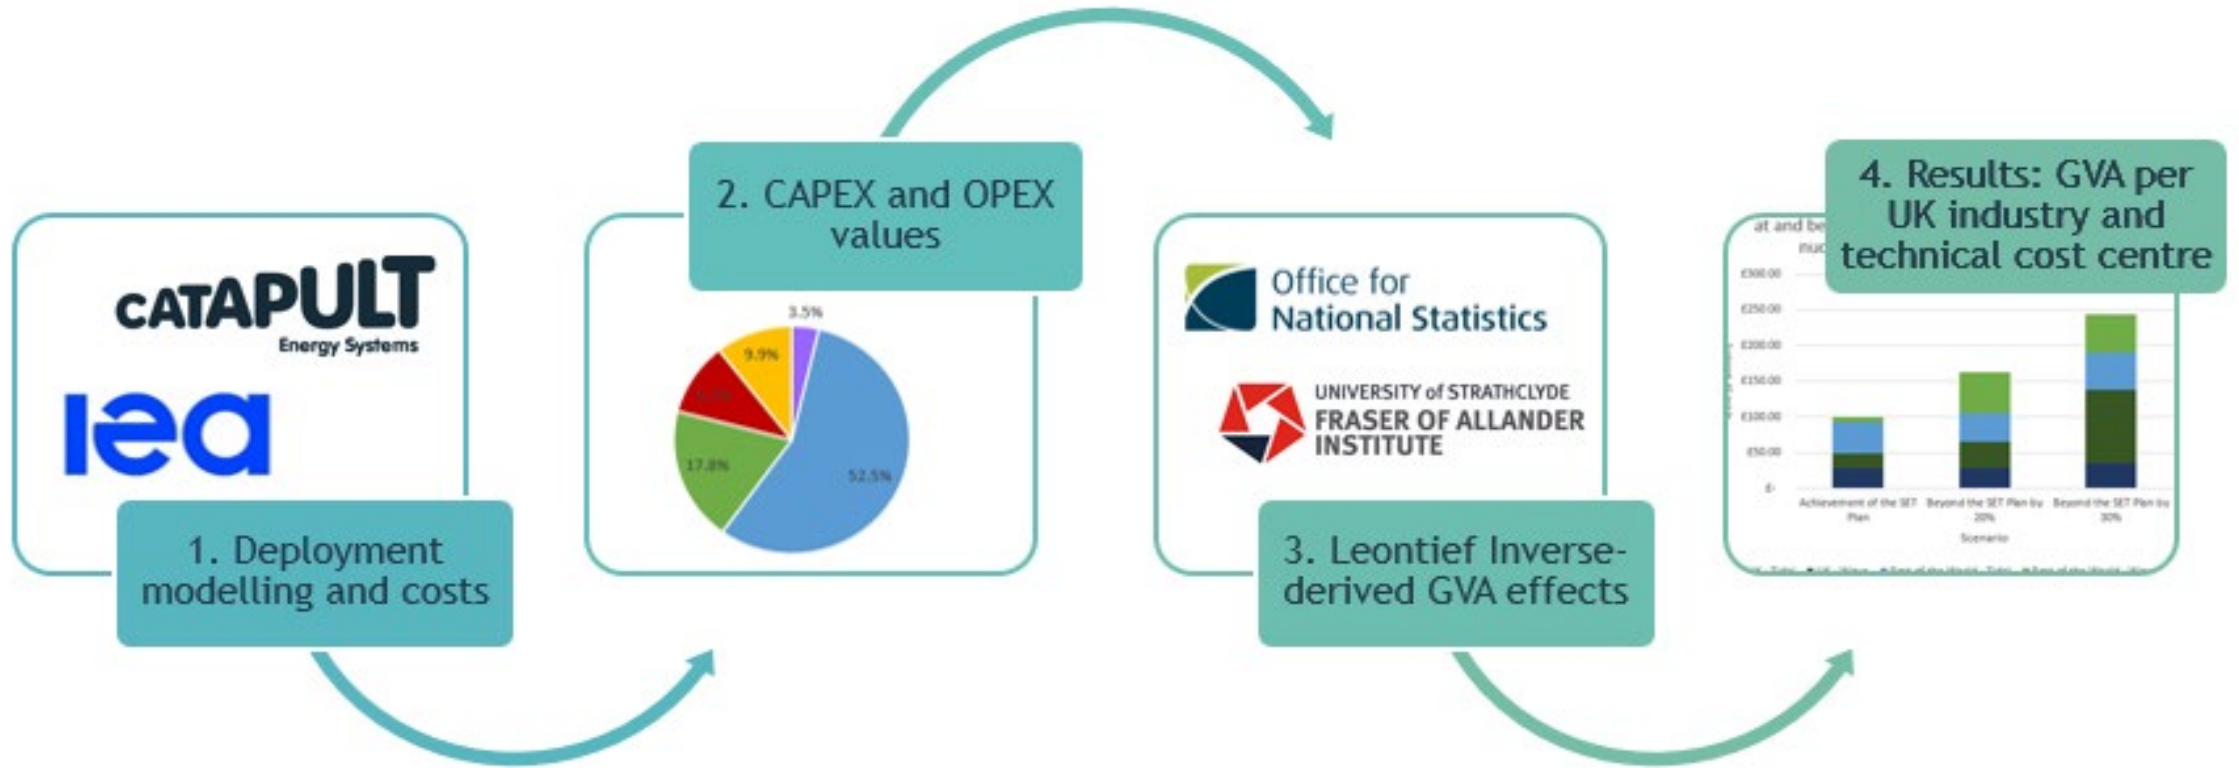 CATAPULT
Energy Systems
iea
1. Deployment
modelling and costs
2. CAPEX and OPEX
values
3.5%
9.9%
17.8%
52.5%
Office for
National Statistics
UNIVERSITY of STRATHCLYDE
FRASER OF ALLANDER
INSTITUTE
3. Leontief Inverse-
derived GVA effects
4. Results: GVA per
UK industry and
technical cost centre
at and be
nuc
£300.00
£250.00
£200.00
£150.00
£100.00
£50.00
£-
Achievement of the SET
Plan
Beyond the SET Plan by
20%
Beyond the SET Plan by
30%
Scenario